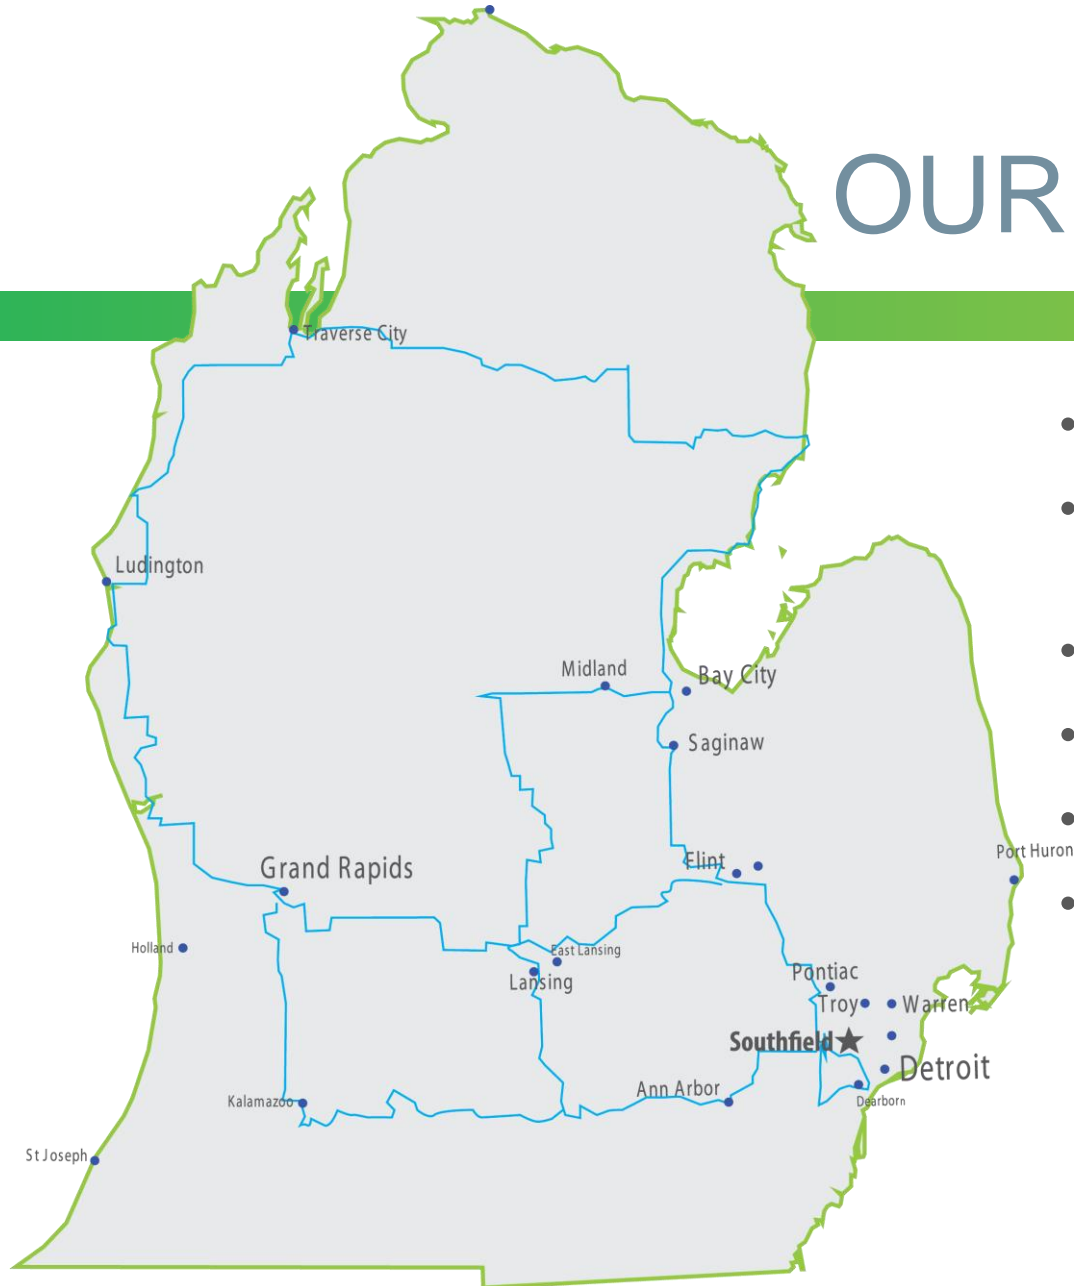 OUR
Traverse City
Ludington
Midland
Bay City
Saginaw
Flint
Port Huron
Grand Rapids
Holland
East Lansing
Lansing
Pontiac
Troy
Warren
Southfield
Detroit
Ann Arbor
Dearborn
Kalamazoo
St Joseph